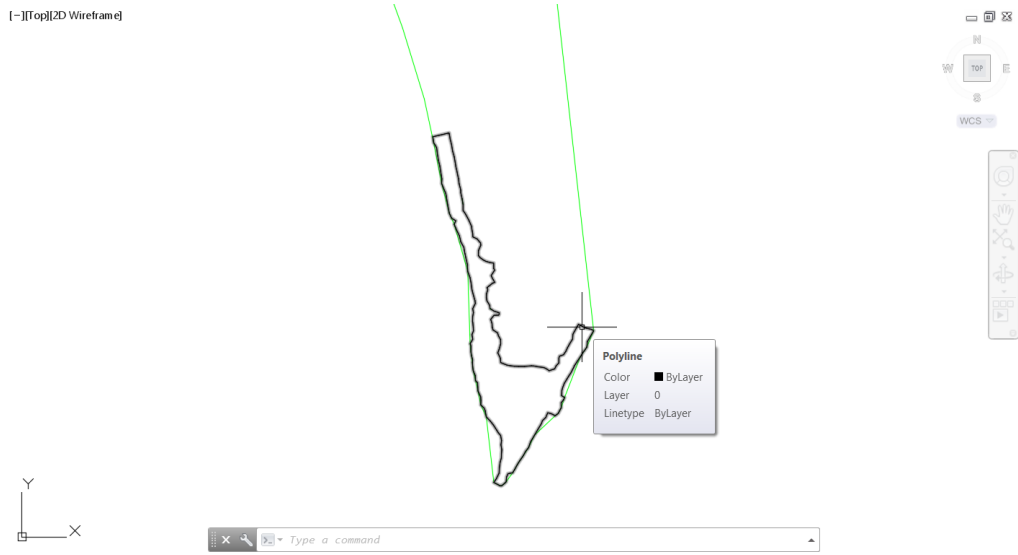 [−][Top][2D Wireframe]
N
W TOP E
S
WCS
Polyline
Color ByLayer
Layer 0
Linetype ByLayer
Y
X
Type a command